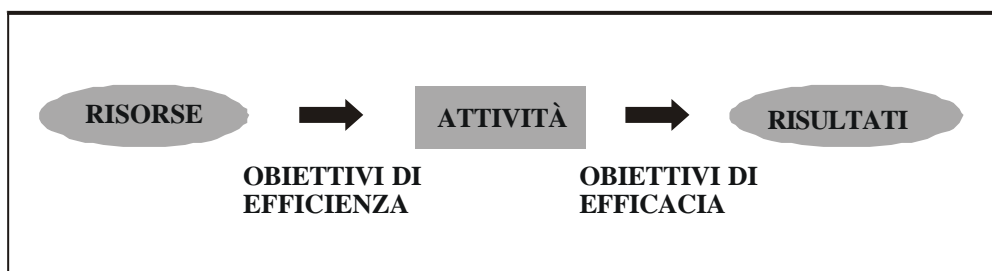 RISORSE
ATTIVITÀ
RISULTATI
OBIETTIVI DI
EFFICIENZA
OBIETTIVI DI
EFFICACIA